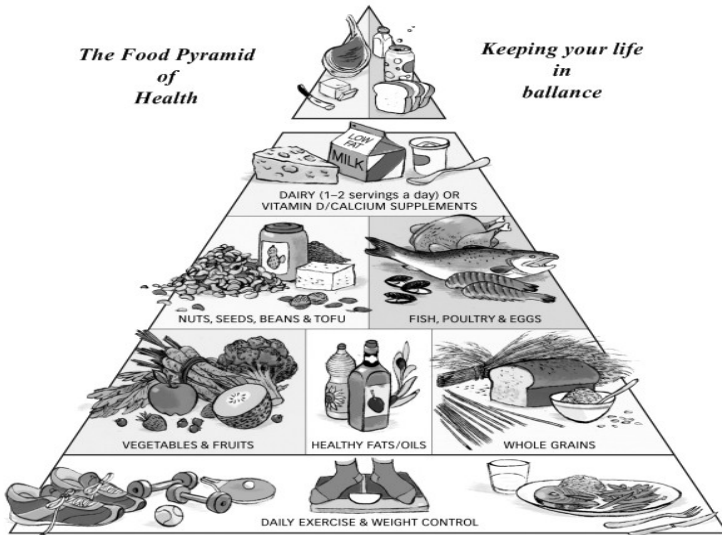 The Food Pyramid
of
Health
Keeping your life
in
ballance
LOW
FAT
MILK
DAIRY (1–2 servings a day) OR
VITAMIN D/CALCIUM SUPPLEMENTS
NUTS, SEEDS, BEANS & TOFU
FISH, POULTRY & EGGS
VEGETABLES & FRUITS
HEALTHY FATS/OILS
WHOLE GRAINS
DAILY EXERCISE & WEIGHT CONTROL